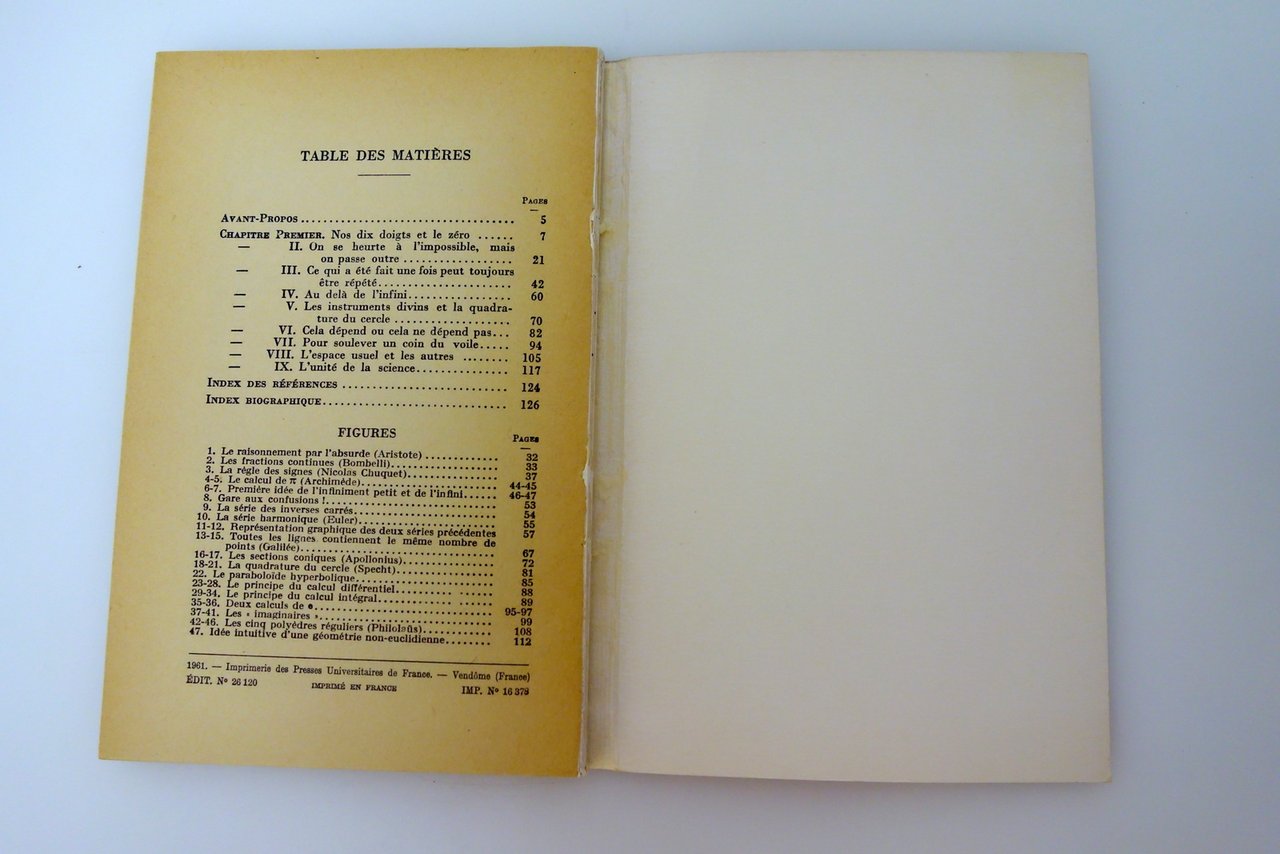 TABLE DES MATIÈRES
PAGES
AVANT-PROPOS .................................. 5
CHAPITRE PREMIER. Nos dix doigts et le zéro ...... 7
— II. On se heurte à l'impossible, mais
on passe outre .................. 21
— III. Ce qui a été fait une fois peut toujours
être répété...................... 42
— IV. Au delà de l'infini................. 60
— V. Les instruments divins et la quadra-
ture du cercle ................... 70
— VI. Cela dépend ou cela ne dépend pas... 82
— VII. Pour soulever un coin du voile..... 94
— VIII. L'espace usuel et les autres ........ 105
— IX. L'unité de la science............... 117
INDEX DES RÉFÉRENCES ........................... 124
INDEX BIOGRAPHIQUE.............................. 126
FIGURES
PAGES
1. Le raisonnement par l'absurde (Aristote) ............ 32
2. Les fractions continues (Bombelli).................. 33
3. La règle des signes (Nicolas Chuquet)............... 37
4-5. Le calcul de π (Archimède)....................... 44-45
6-7. Première idée de l'infiniment petit et de l'infini...... 46-47
8. Gare aux confusions !............................. 53
9. La série des inverses carrés........................ 54
10. La série harmonique (Euler)....................... 55
11-12. Représentation graphique des deux séries précédentes 57
13-15. Toutes les lignes contiennent le même nombre de
points (Galilée)................................... 67
16-17. Les sections coniques (Apollonius)................ 72
18-21. La quadrature du cercle (Specht)................. 81
22. Le paraboloïde hyperbolique....................... 85
23-28. Le principe du calcul différentiel................. 88
29-34. Le principe du calcul intégral.................... 89
35-36. Deux calculs de e............................... 95-97
37-41. Les « imaginaires »............................. 99
42-46. Les cinq polyèdres réguliers (Philolaüs)............ 108
47. Idée intuitive d'une géométrie non-euclidienne........ 112
1961. — Imprimerie des Presses Universitaires de France. — Vendôme (France)
ÉDIT. N° 26 120 IMPRIMÉ EN FRANCE IMP. N° 16 378